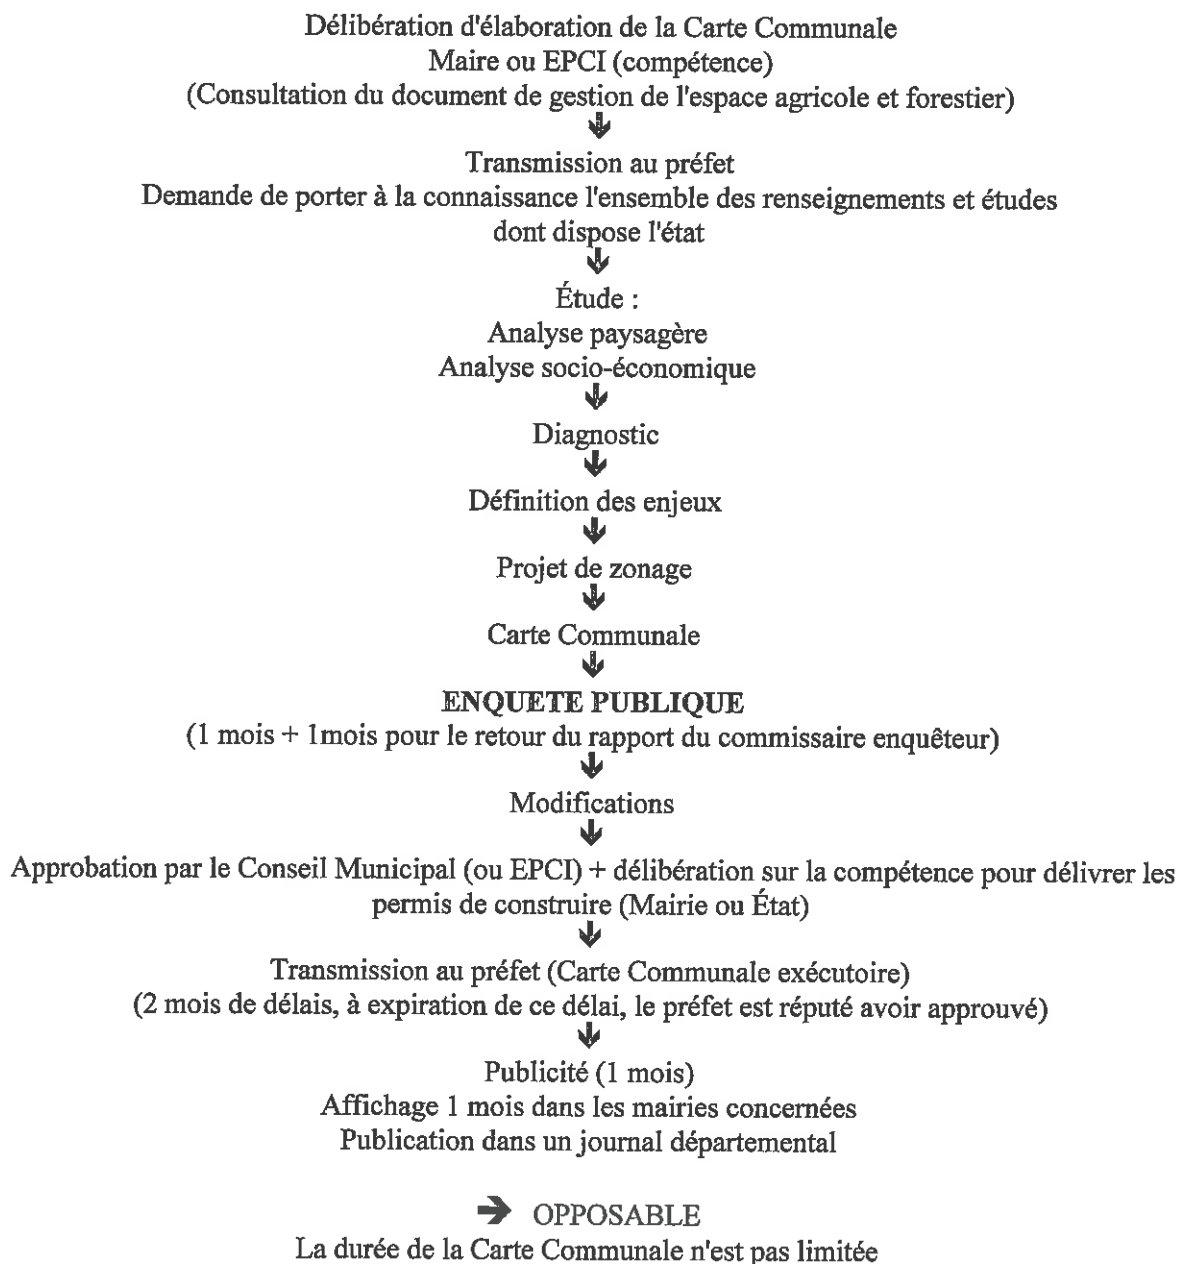 Délibération d'élaboration de la Carte Communale
Maire ou EPCI (compétence)
(Consultation du document de gestion de l'espace agricole et forestier)
Transmission au préfet
Demande de porter à la connaissance l'ensemble des renseignements et études
dont dispose l'état
Étude :
Analyse paysagère
Analyse socio-économique
Diagnostic
Définition des enjeux
Projet de zonage
Carte Communale
ENQUETE PUBLIQUE
(1 mois + 1mois pour le retour du rapport du commissaire enquêteur)
Modifications
Approbation par le Conseil Municipal (ou EPCI) + délibération sur la compétence pour délivrer les
permis de construire (Mairie ou État)
Transmission au préfet (Carte Communale exécutoire)
(2 mois de délais, à expiration de ce délai, le préfet est réputé avoir approuvé)
Publicité (1 mois)
Affichage 1 mois dans les mairies concernées
Publication dans un journal départemental
➔ OPPOSABLE
La durée de la Carte Communale n'est pas limitée